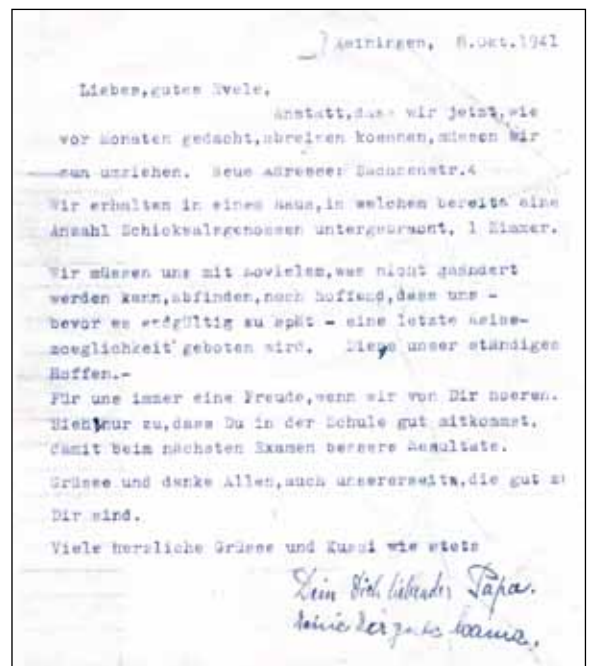 Meiningen, 8.Okt.1941
Liebes,gutes Evele,
Anstatt,dass wir jetzt,wie
vor Monaten gedacht,abreisen koennen,müssen wir
nun umziehen. Neue Adresse: Sachsenstr.4
Wir erhalten in einem Haus,in welchem bereits eine
Anzahl Schicksalsgenossen untergebracht, 1 Zimmer.
Wir müssen uns mit sovielem,was nicht geändert
werden kann,abfinden,noch hoffend,dass uns -
bevor es endgültig zu spät - eine letzte Reise-
moeglichkeit geboten wird. Dies unser ständiges
Hoffen.-
Für uns immer eine Freude,wenn wir von Dir hoeren.
Sieh nur zu,dass Du in der Schule gut mitkommst,
damit beim nächsten Examen bessere Resultate.
Grüsse und danke Allen,auch unsererseits,die gut z
Dir sind.
Viele herzliche Grüsse und Kussi wie stets
Dein Dich liebender Papa.
Mama.